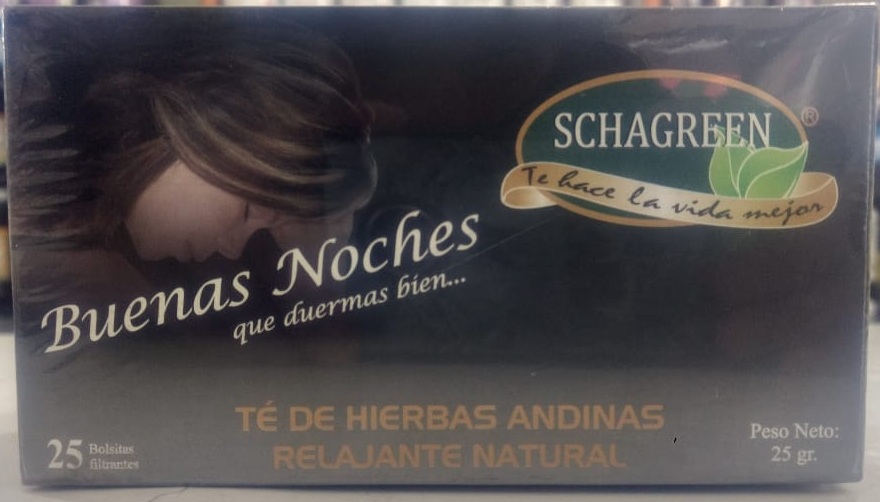 SCHAGREEN®
Te hace la vida mejor
Buenas Noches
que duermas bien...
TÉ DE HIERBAS ANDINAS
RELAJANTE NATURAL
25 Bolsitas
filtrantes
Peso Neto:
25 gr.